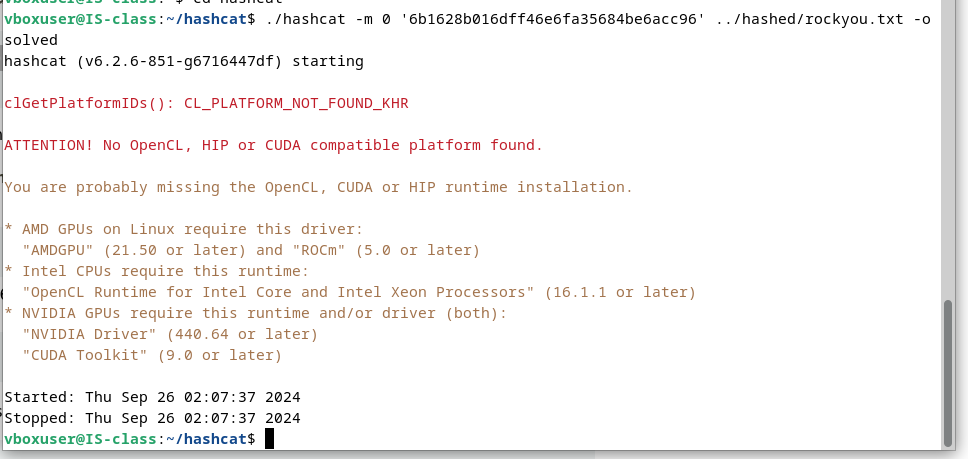 vboxuser@IS-class:~$ cd hashcat
vboxuser@IS-class:~/hashcat$ ./hashcat -m 0 '6b1628b016dff46e6fa35684be6acc96' ../hashed/rockyou.txt -o
solved
hashcat (v6.2.6-851-g6716447df) starting
clGetPlatformIDs(): CL_PLATFORM_NOT_FOUND_KHR
ATTENTION! No OpenCL, HIP or CUDA compatible platform found.
You are probably missing the OpenCL, CUDA or HIP runtime installation.
* AMD GPUs on Linux require this driver:
  "AMDGPU" (21.50 or later) and "ROCm" (5.0 or later)
* Intel CPUs require this runtime:
  "OpenCL Runtime for Intel Core and Intel Xeon Processors" (16.1.1 or later)
* NVIDIA GPUs require this runtime and/or driver (both):
  "NVIDIA Driver" (440.64 or later)
  "CUDA Toolkit" (9.0 or later)
Started: Thu Sep 26 02:07:37 2024
Stopped: Thu Sep 26 02:07:37 2024
vboxuser@IS-class:~/hashcat$